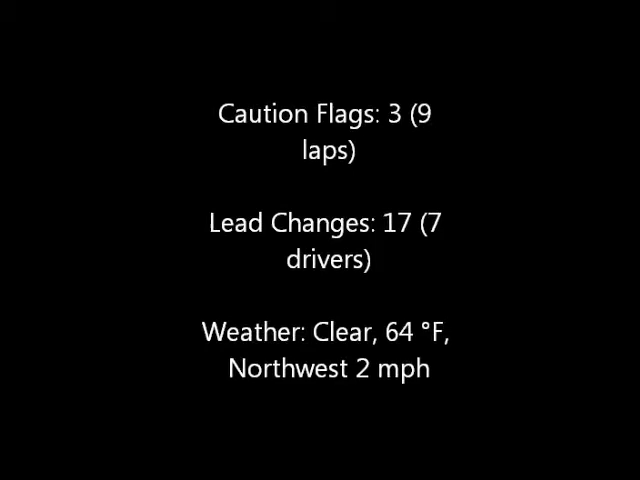 Caution Flags: 3 (9
laps)
Lead Changes: 17 (7
drivers)
Weather: Clear, 64 °F,
Northwest 2 mph